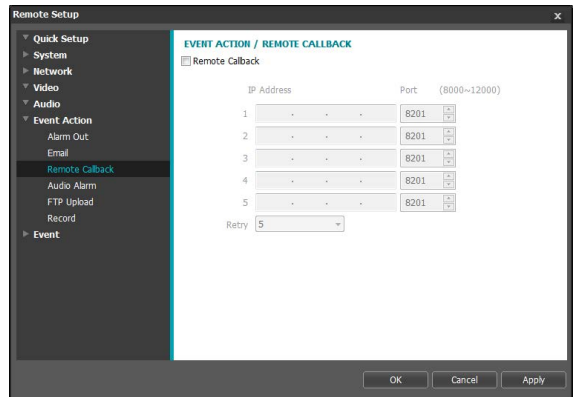 Remote Setup x
Quick Setup
System
Network
Video
Audio
Event Action
Alarm Out
Email
Remote Callback
Audio Alarm
FTP Upload
Record
Event
EVENT ACTION / REMOTE CALLBACK
Remote Calback
IP Address Port (8000~12000)
1 . . . 8201
2 . . . 8201
3 . . . 8201
4 . . . 8201
5 . . . 8201
Retry 5
OK Cancel Apply